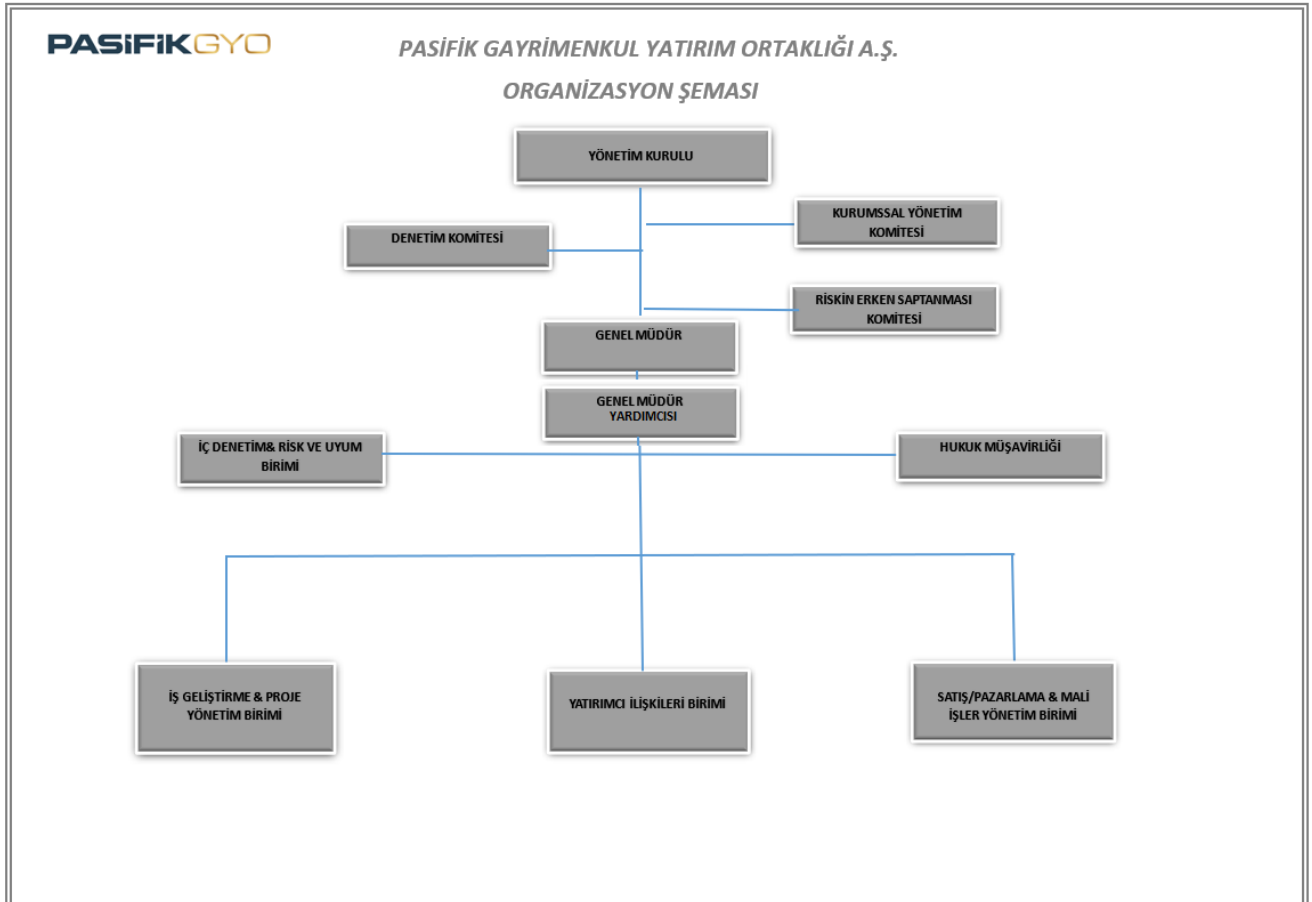 PASİFİKGYO
PASİFİK GAYRİMENKUL YATIRIM ORTAKLIĞI A.Ş.
ORGANİZASYON ŞEMASI
YÖNETİM KURULU
KURUMSSAL YÖNETİM
KOMİTESİ
DENETİM KOMİTESİ
RİSKİN ERKEN SAPTANMASI
KOMİTESİ
GENEL MÜDÜR
GENEL MÜDÜR
YARDIMCISI
İÇ DENETİM& RİSK VE UYUM
BİRİMİ
HUKUK MÜŞAVİRLİĞİ
İŞ GELİŞTİRME & PROJE
YÖNETİM BİRİMİ
YATIRIMCI İLİŞKİLERİ BİRİMİ
SATIŞ/PAZARLAMA & MALİ
İŞLER YÖNETİM BİRİMİ